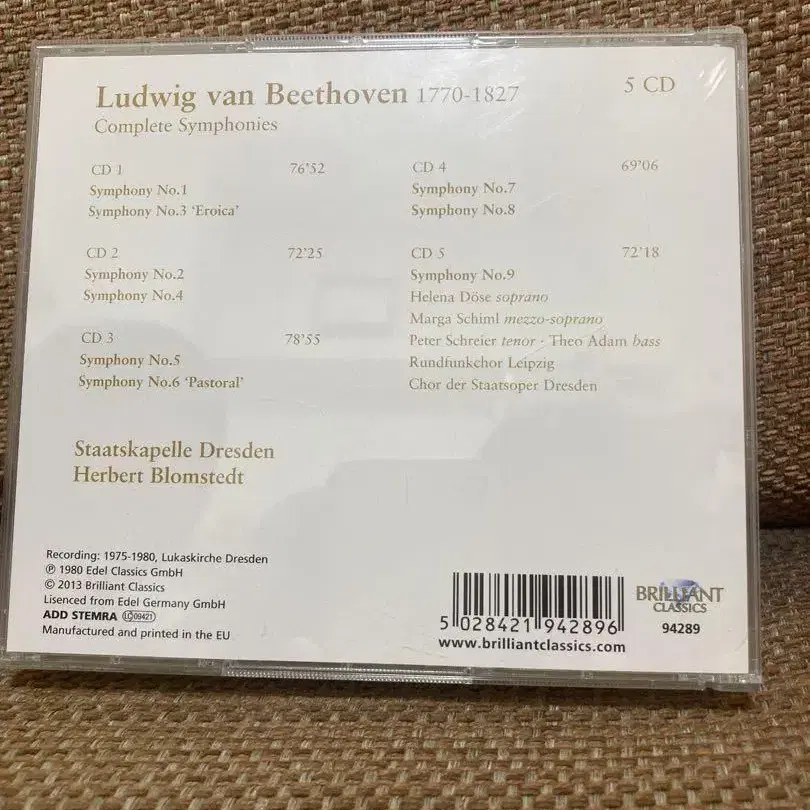 Ludwig van Beethoven 1770-1827
5 CD
Complete Symphonies
CD 1 76'52
Symphony No.1
Symphony No.3 'Eroica'
CD 2 72'25
Symphony No.2
Symphony No.4
CD 3 78'55
Symphony No.5
Symphony No.6 'Pastoral'
CD 4 69'06
Symphony No.7
Symphony No.8
CD 5 72'18
Symphony No.9
Helena Döse soprano
Marga Schiml mezzo-soprano
Peter Schreier tenor · Theo Adam bass
Rundfunkchor Leipzig
Chor der Staatsoper Dresden
Staatskapelle Dresden
Herbert Blomstedt
Recording: 1975-1980, Lukaskirche Dresden
℗ 1980 Edel Classics GmbH
© 2013 Brilliant Classics
Lisenced from Edel Germany GmbH
ADD STEMRA LC 09421
Manufactured and printed in the EU
5 028421 942896
www.brilliantclassics.com
BRILLIANT
CLASSICS
94289